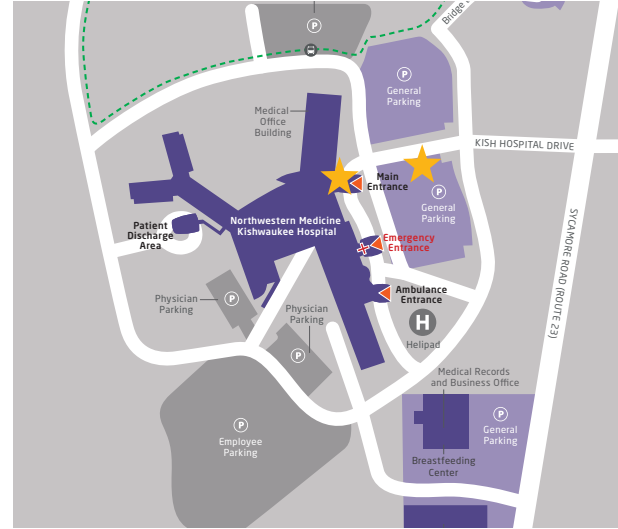 P
Bridge
P
General
Parking
Medical
Office
Building
KISH HOSPITAL DRIVE
Main
Entrance
P
General
Parking
Patient
Discharge
Area
Northwestern Medicine
Kishwaukee Hospital
Emergency
Entrance
SYCAMORE ROAD (ROUTE 23)
Physician
Parking
P
Ambulance
Entrance
Physician
Parking
P
H
Helipad
Medical Records
and Business Office
P
General
Parking
P
Employee
Parking
Breastfeeding
Center